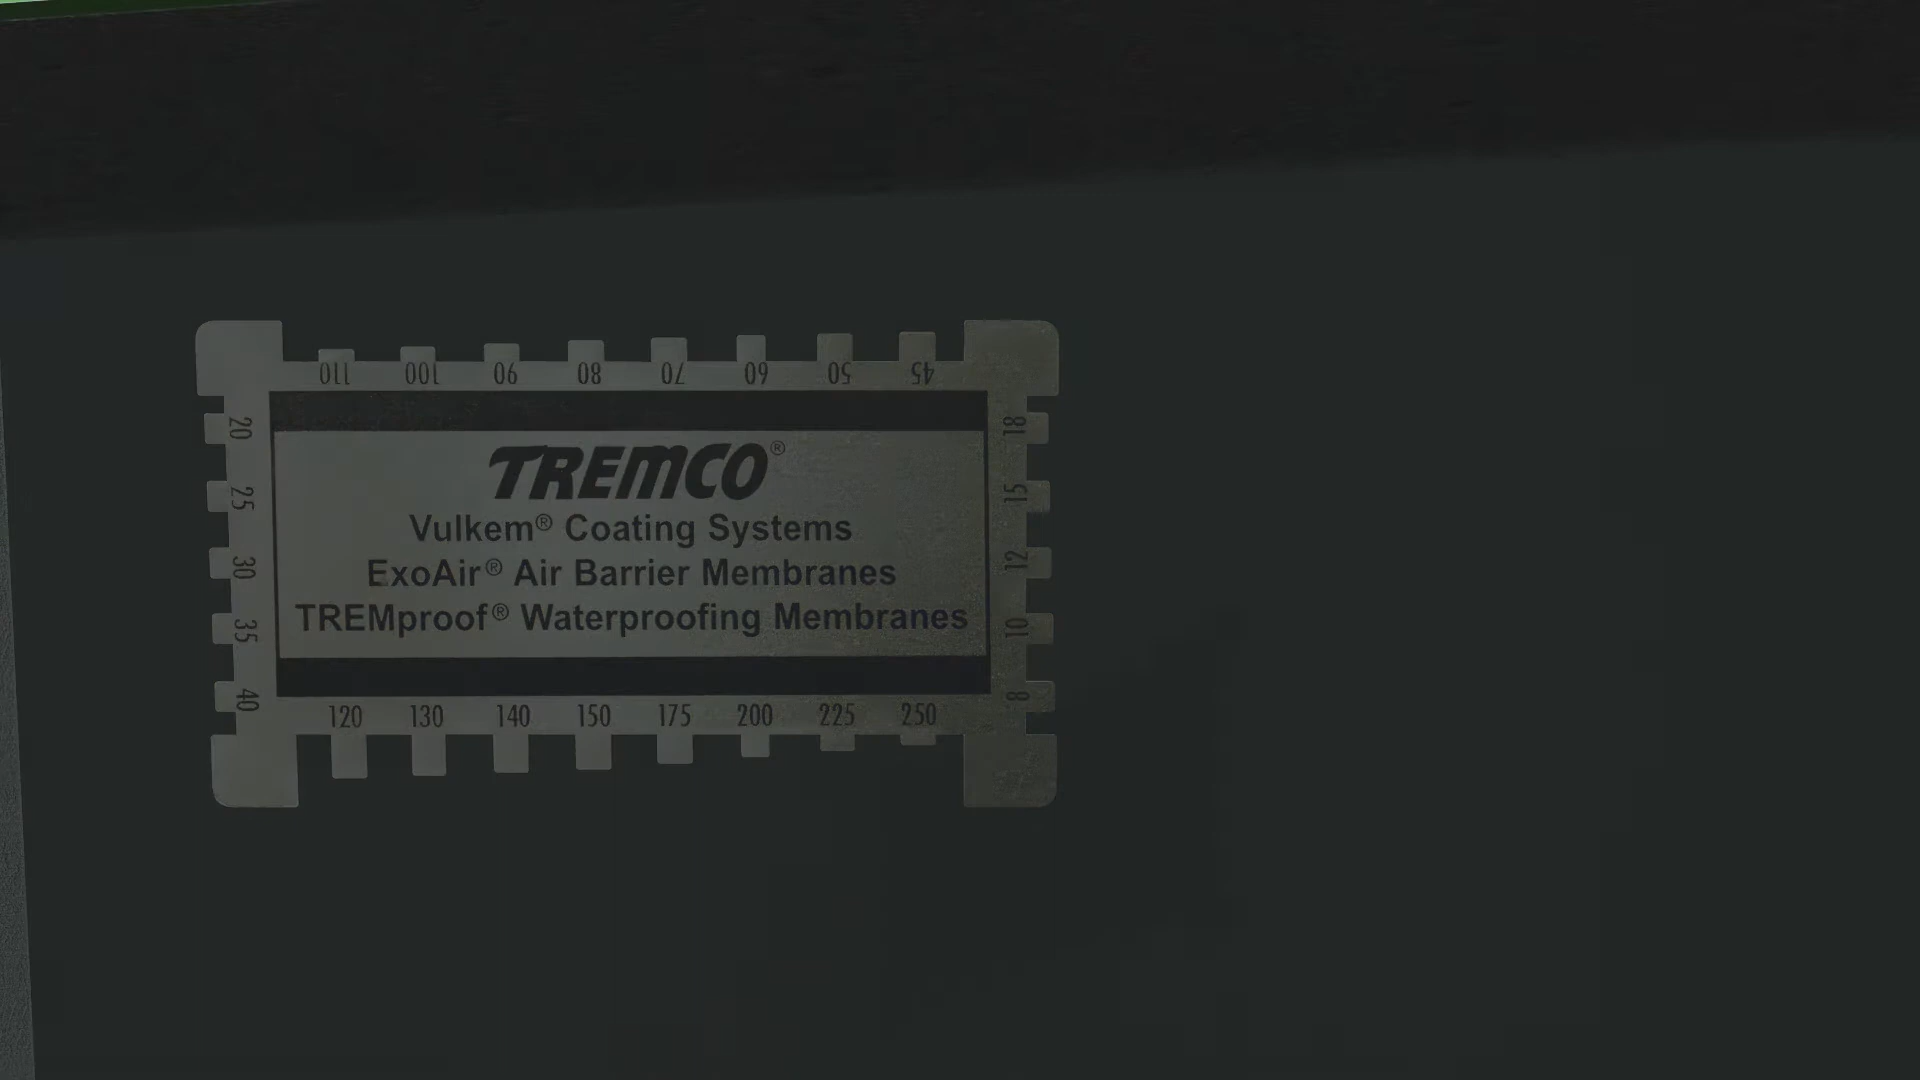 110 100 90 80 70 60 50 45
20 18
25 15
30 12
35 10
40 8
TREMCO®
Vulkem® Coating Systems
ExoAir® Air Barrier Membranes
TREMproof® Waterproofing Membranes
120 130 140 150 175 200 225 250